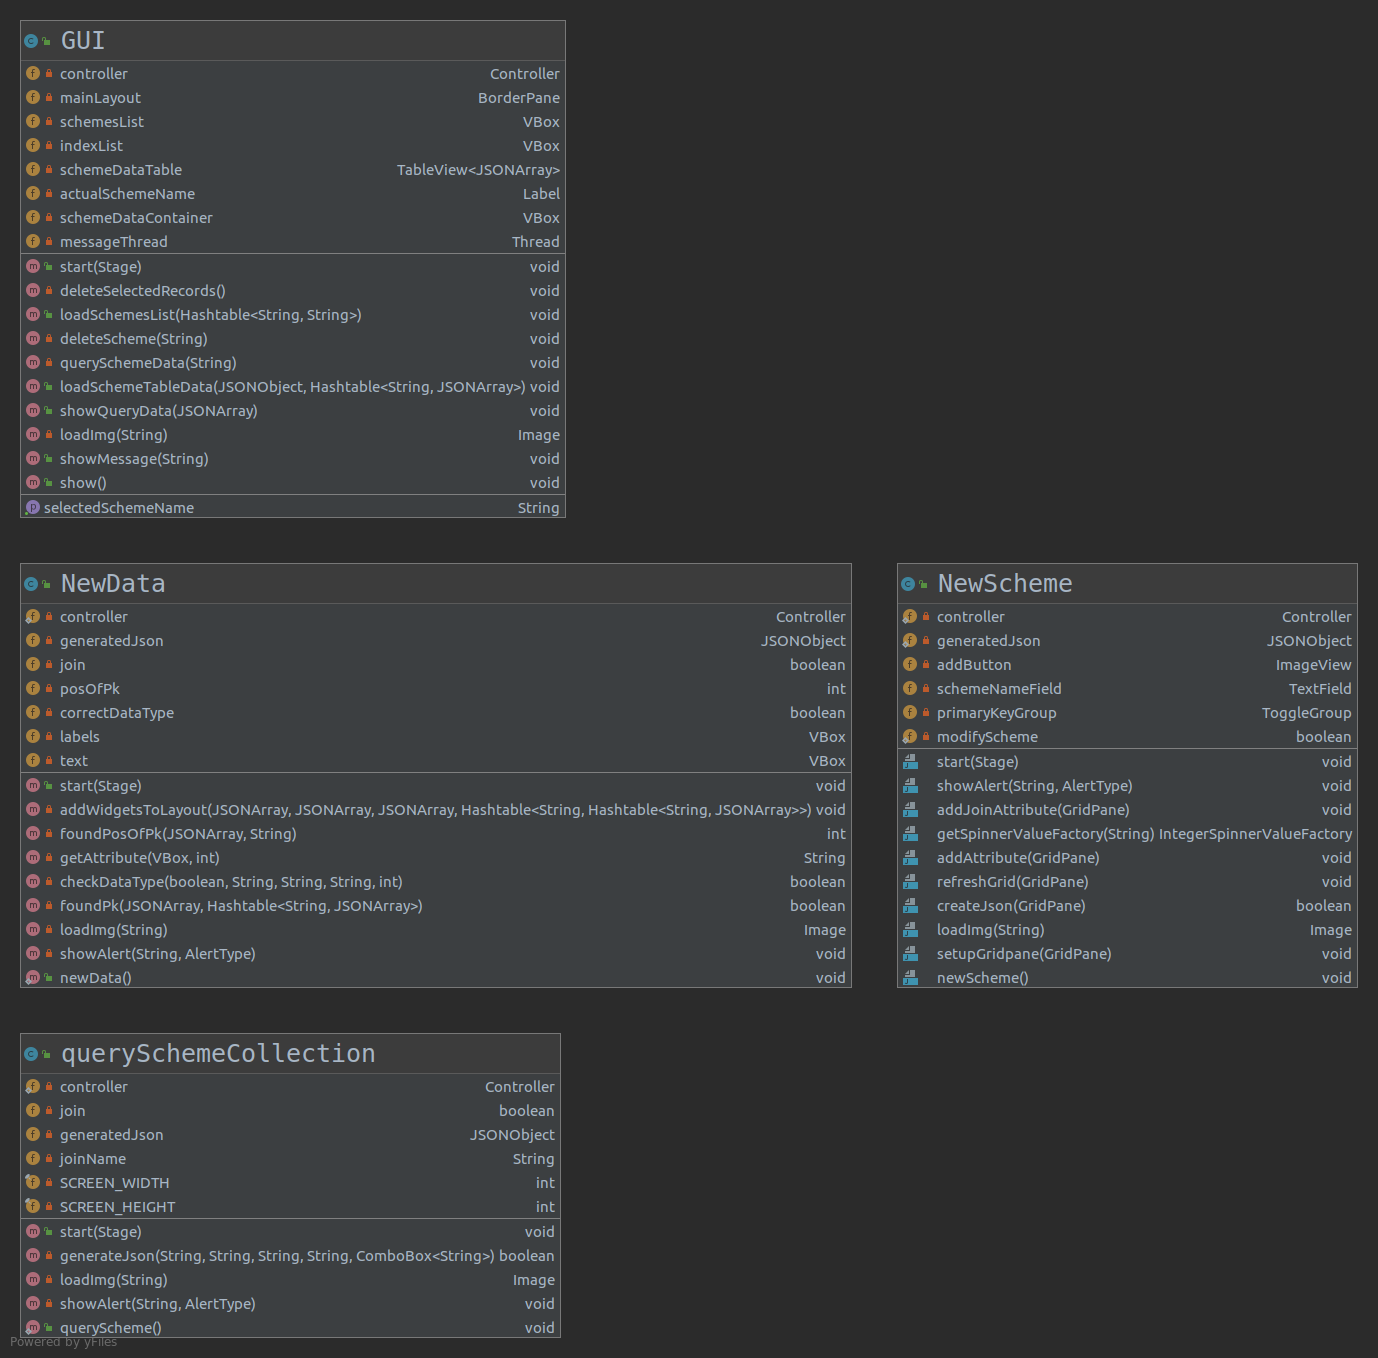 GUI
controller Controller
mainLayout BorderPane
schemesList VBox
indexList VBox
schemeDataTable TableView<JSONArray>
actualSchemeName Label
schemeDataContainer VBox
messageThread Thread
start(Stage) void
deleteSelectedRecords() void
loadSchemesList(Hashtable<String, String>) void
deleteScheme(String) void
querySchemeData(String) void
loadSchemeTableData(JSONObject, Hashtable<String, JSONArray>) void
showQueryData(JSONArray) void
loadImg(String) Image
showMessage(String) void
show() void
selectedSchemeName String
NewData
controller Controller
generatedJson JSONObject
join boolean
posOfPk int
correctDataType boolean
labels VBox
text VBox
start(Stage) void
addWidgetsToLayout(JSONArray, JSONArray, JSONArray, Hashtable<String, Hashtable<String, JSONArray>>) void
foundPosOfPk(JSONArray, String) int
getAttribute(VBox, int) String
checkDataType(boolean, String, String, String, int) boolean
foundPk(JSONArray, Hashtable<String, JSONArray>) boolean
loadImg(String) Image
showAlert(String, AlertType) void
newData() void
NewScheme
controller Controller
generatedJson JSONObject
addButton ImageView
schemeNameField TextField
primaryKeyGroup ToggleGroup
modifyScheme boolean
start(Stage) void
showAlert(String, AlertType) void
addJoinAttribute(GridPane) void
getSpinnerValueFactory(String) IntegerSpinnerValueFactory
addAttribute(GridPane) void
refreshGrid(GridPane) void
createJson(GridPane) boolean
loadImg(String) Image
setupGridpane(GridPane) void
newScheme() void
querySchemeCollection
controller Controller
join boolean
generatedJson JSONObject
joinName String
SCREEN_WIDTH int
SCREEN_HEIGHT int
start(Stage) void
generateJson(String, String, String, String, ComboBox<String>) boolean
loadImg(String) Image
showAlert(String, AlertType) void
queryScheme() void
Powered by yFiles